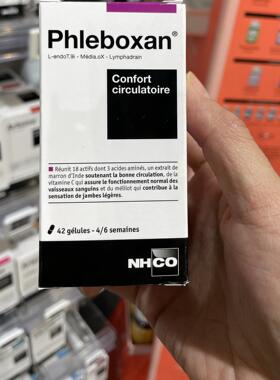 Phleboxan®
L-endoT.9i - Média.oX - Lymphadrain
Confort
circulatoire
Réunit 18 actifs dont 3 acides aminés, un extrait de
marron d'Inde soutenant la bonne circulation, de la
vitamine C qui assure le fonctionnement normal des
vaisseaux sanguins et du mélilot qui contribue à la
sensation de jambes légères.
42 gélules - 4/6 semaines
NHCO